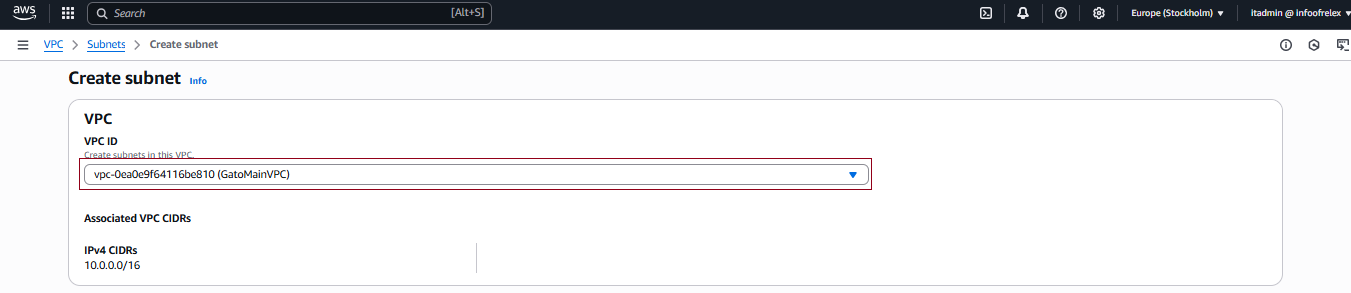 aws Search [Alt+S] Europe (Stockholm) itadmin @ infoofrelex
VPC Subnets Create subnet
Create subnet Info
VPC
VPC ID
Create subnets in this VPC.
vpc-0ea0e9f64116be810 (GatoMainVPC)
Associated VPC CIDRs
IPv4 CIDRs
10.0.0.0/16